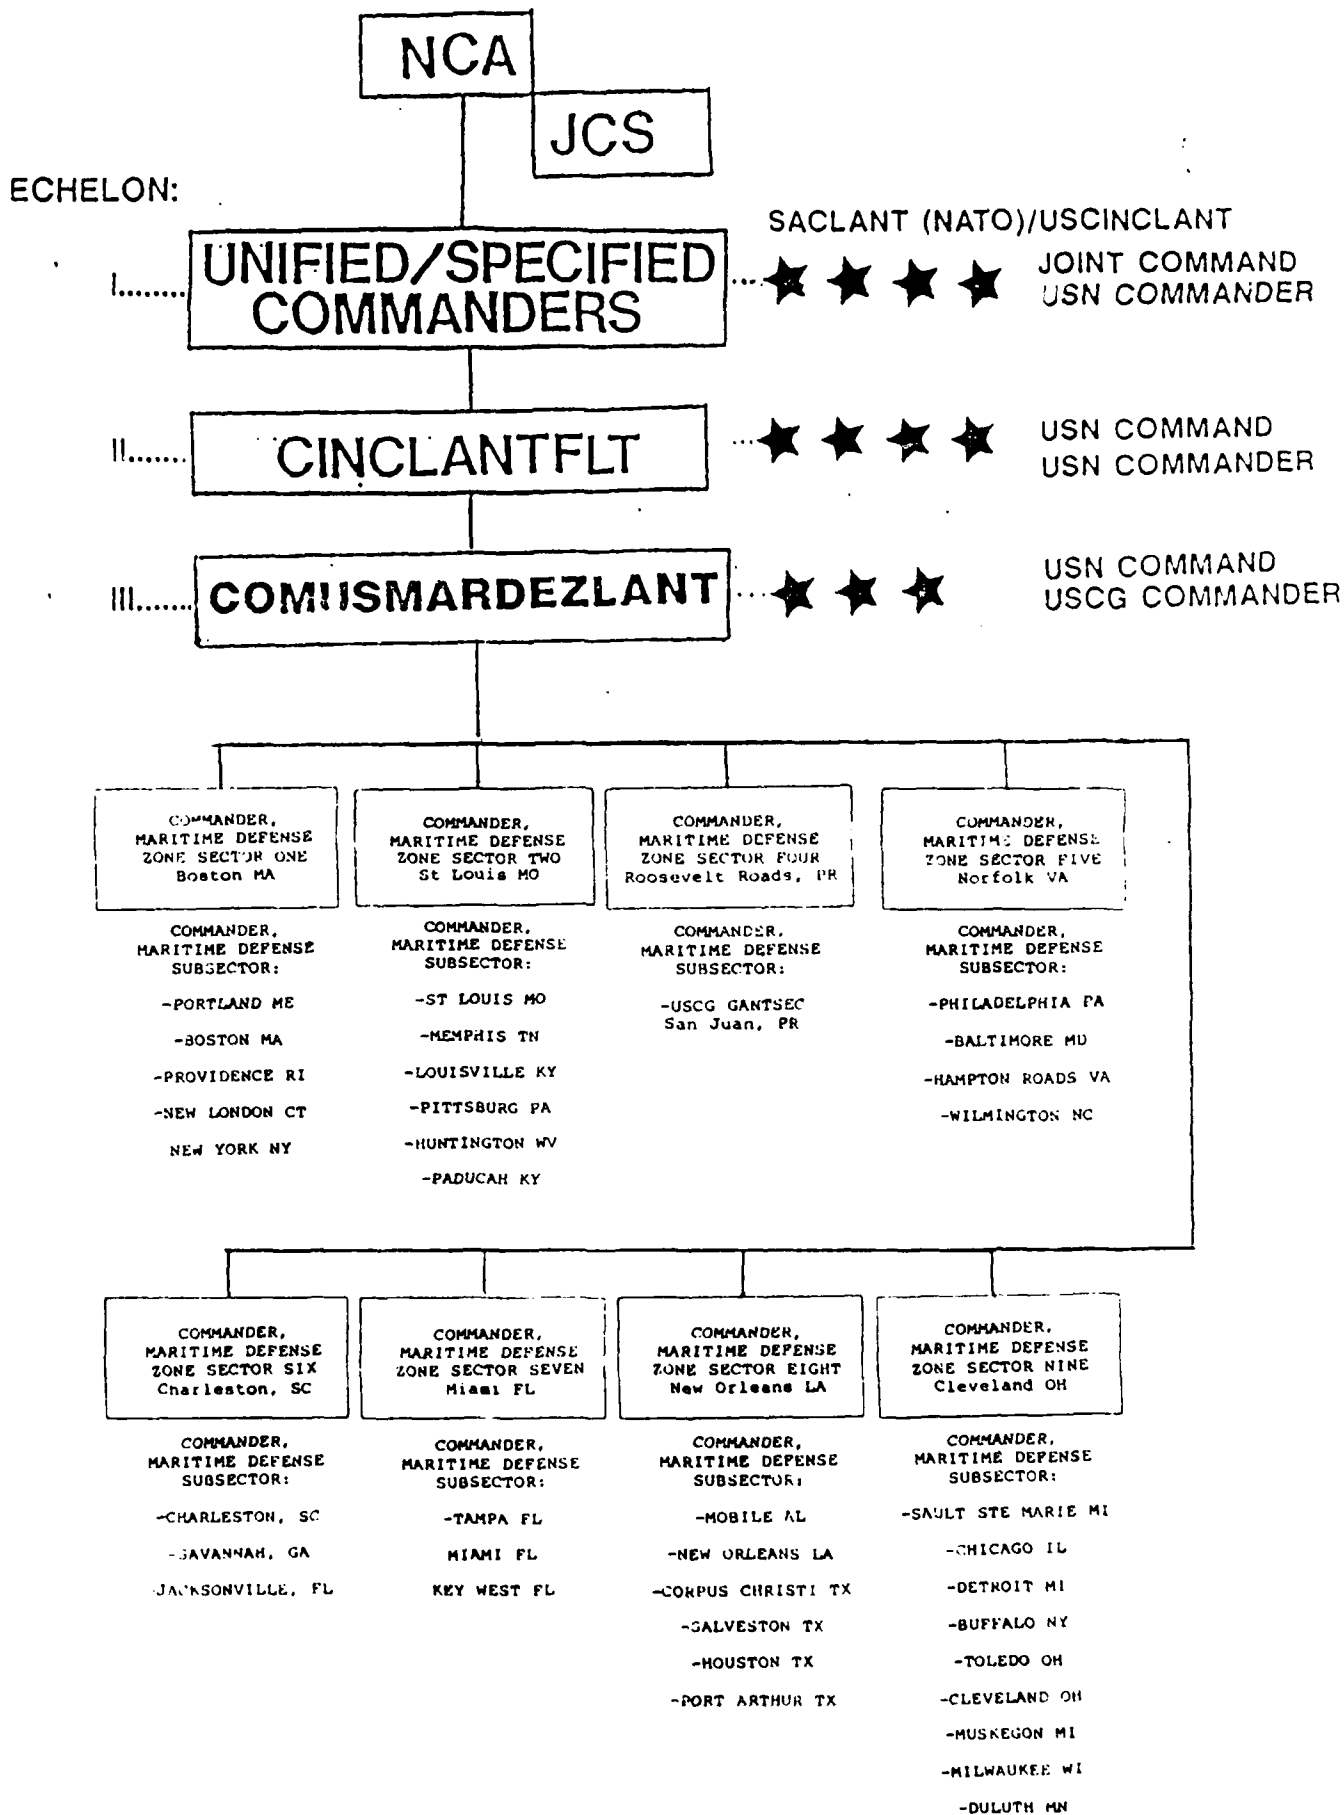 NCA
JCS
ECHELON:
SACLANT (NATO)/USCINCLANT
I........
UNIFIED/SPECIFIED
COMMANDERS
JOINT COMMAND
USN COMMANDER
II.......
CINCLANTFLT
USN COMMAND
USN COMMANDER
III.......
COMUSMARDEZLANT
USN COMMAND
USCG COMMANDER
COMMANDER,
MARITIME DEFENSE
ZONE SECTOR ONE
Boston MA
COMMANDER,
MARITIME DEFENSE
SUBSECTOR:
-PORTLAND ME
-BOSTON MA
-PROVIDENCE RI
-NEW LONDON CT
NEW YORK NY
COMMANDER,
MARITIME DEFENSE
ZONE SECTOR TWO
St Louis MO
COMMANDER,
MARITIME DEFENSE
SUBSECTOR:
-ST LOUIS MO
-MEMPHIS TN
-LOUISVILLE KY
-PITTSBURG PA
-HUNTINGTON WV
-PADUCAH KY
COMMANDER,
MARITIME DEFENSE
ZONE SECTOR FOUR
Roosevelt Roads, PR
COMMANDER,
MARITIME DEFENSE
SUBSECTOR:
-USCG GANTSEC
San Juan, PR
COMMANDER,
MARITIME DEFENSE
ZONE SECTOR FIVE
Norfolk VA
COMMANDER,
MARITIME DEFENSE
SUBSECTOR:
-PHILADELPHIA PA
-BALTIMORE MD
-HAMPTON ROADS VA
-WILMINGTON NC
COMMANDER,
MARITIME DEFENSE
ZONE SECTOR SIX
Charleston, SC
COMMANDER,
MARITIME DEFENSE
SUBSECTOR:
-CHARLESTON, SC
-SAVANNAH, GA
-JACKSONVILLE, FL
COMMANDER,
MARITIME DEFENSE
ZONE SECTOR SEVEN
Miami FL
COMMANDER,
MARITIME DEFENSE
SUBSECTOR:
-TAMPA FL
MIAMI FL
KEY WEST FL
COMMANDER,
MARITIME DEFENSE
ZONE SECTOR EIGHT
New Orleans LA
COMMANDER,
MARITIME DEFENSE
SUBSECTOR:
-MOBILE AL
-NEW ORLEANS LA
-CORPUS CHRISTI TX
-GALVESTON TX
-HOUSTON TX
-PORT ARTHUR TX
COMMANDER,
MARITIME DEFENSE
ZONE SECTOR NINE
Cleveland OH
COMMANDER,
MARITIME DEFENSE
SUBSECTOR:
-SAULT STE MARIE MI
-CHICAGO IL
-DETROIT MI
-BUFFALO NY
-TOLEDO OH
-CLEVELAND OH
-MUSKEGON MI
-MILWAUKEE WI
-DULUTH MN